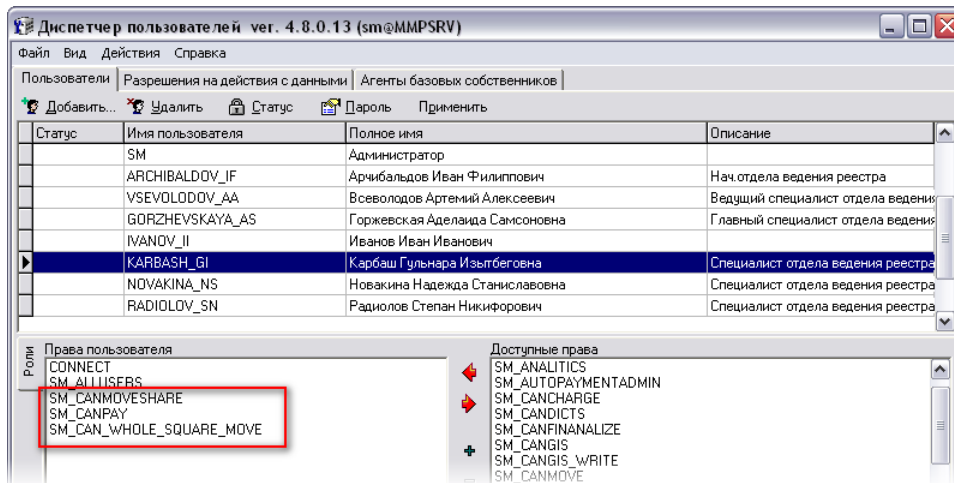 Диспетчер пользователей ver. 4.8.0.13 (sm@MMPSRV)
Файл Вид Действия Справка
Пользователи Разрешения на действия с данными Агенты базовых собственников
Добавить... Удалить Статус Пароль Применить
Статус Имя пользователя Полное имя Описание
SM Администратор
ARCHIBALDOV_IF Арчибальдов Иван Филиппович Нач.отдела ведения реестра
VSEVOLODOV_AA Всеволодов Артемий Алексеевич Ведущий специалист отдела ведения
GORZHEVSKAYA_AS Горжевская Аделаида Самсоновна Главный специалист отдела ведения
IVANOV_II Иванов Иван Иванович
KARBASH_GI Карбаш Гульнара Изытбеговна Специалист отдела ведения реестра
NOVAKINA_NS Новакина Надежда Станиславовна Специалист отдела ведения реестра
RADIOLOV_SN Радиолов Степан Никифорович Специалист отдела ведения реестра
Роли
Права пользователя
CONNECT
SM_ALLUSERS
SM_CANMOVESHARE
SM_CANPAY
SM_CAN_WHOLE_SQUARE_MOVE
Доступные права
SM_ANALITICS
SM_AUTOPAYMENTADMIN
SM_CANCHARGE
SM_CANDICTS
SM_CANFINANALIZE
SM_CANGIS
SM_CANGIS_WRITE
SM_CANMOVE